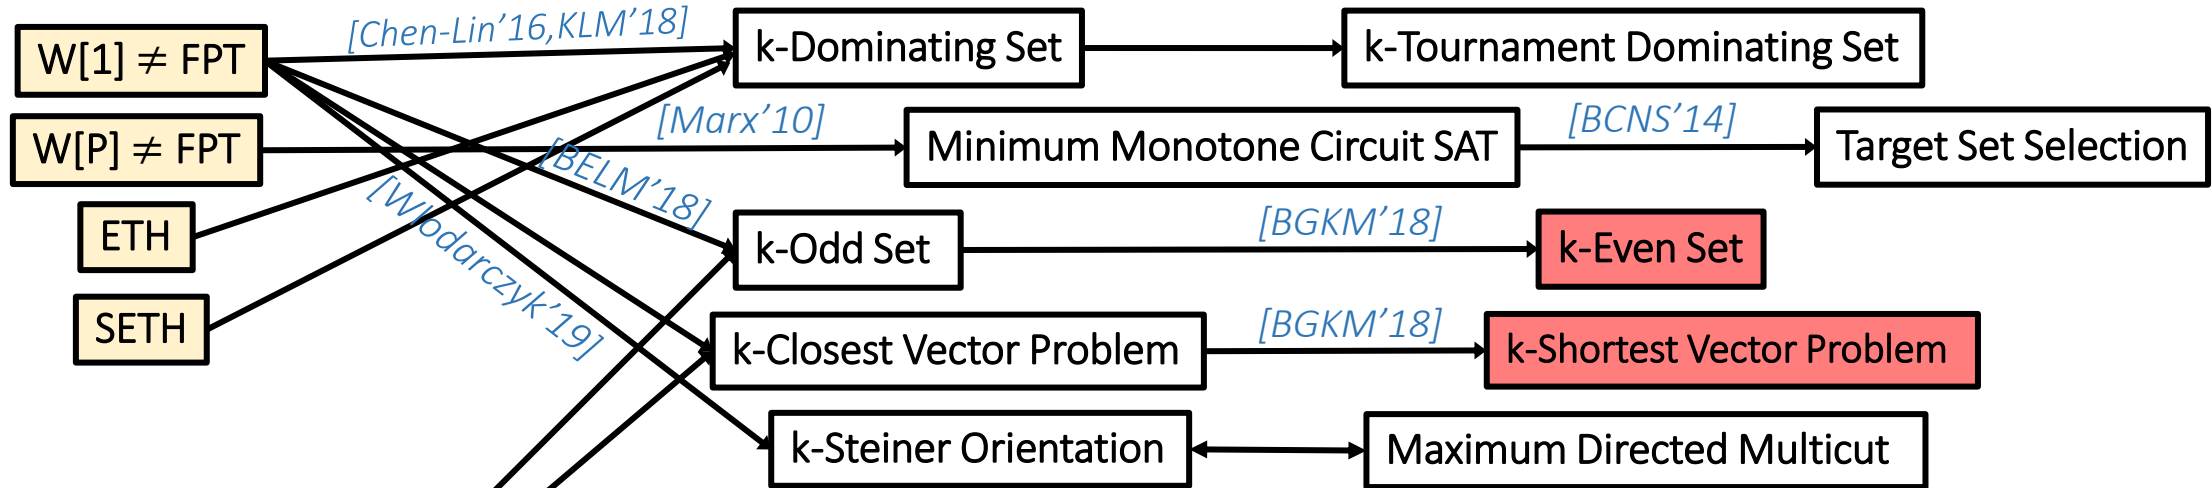 W[1] ≠ FPT
[Chen-Lin'16,KLM'18]
k-Dominating Set
k-Tournament Dominating Set
W[P] ≠ FPT
[Marx'10]
Minimum Monotone Circuit SAT
[BCNS'14]
Target Set Selection
ETH
[BELM'18]
k-Odd Set
[BGKM'18]
k-Even Set
SETH
[Wlodarczyk'19]
k-Closest Vector Problem
[BGKM'18]
k-Shortest Vector Problem
k-Steiner Orientation
Maximum Directed Multicut